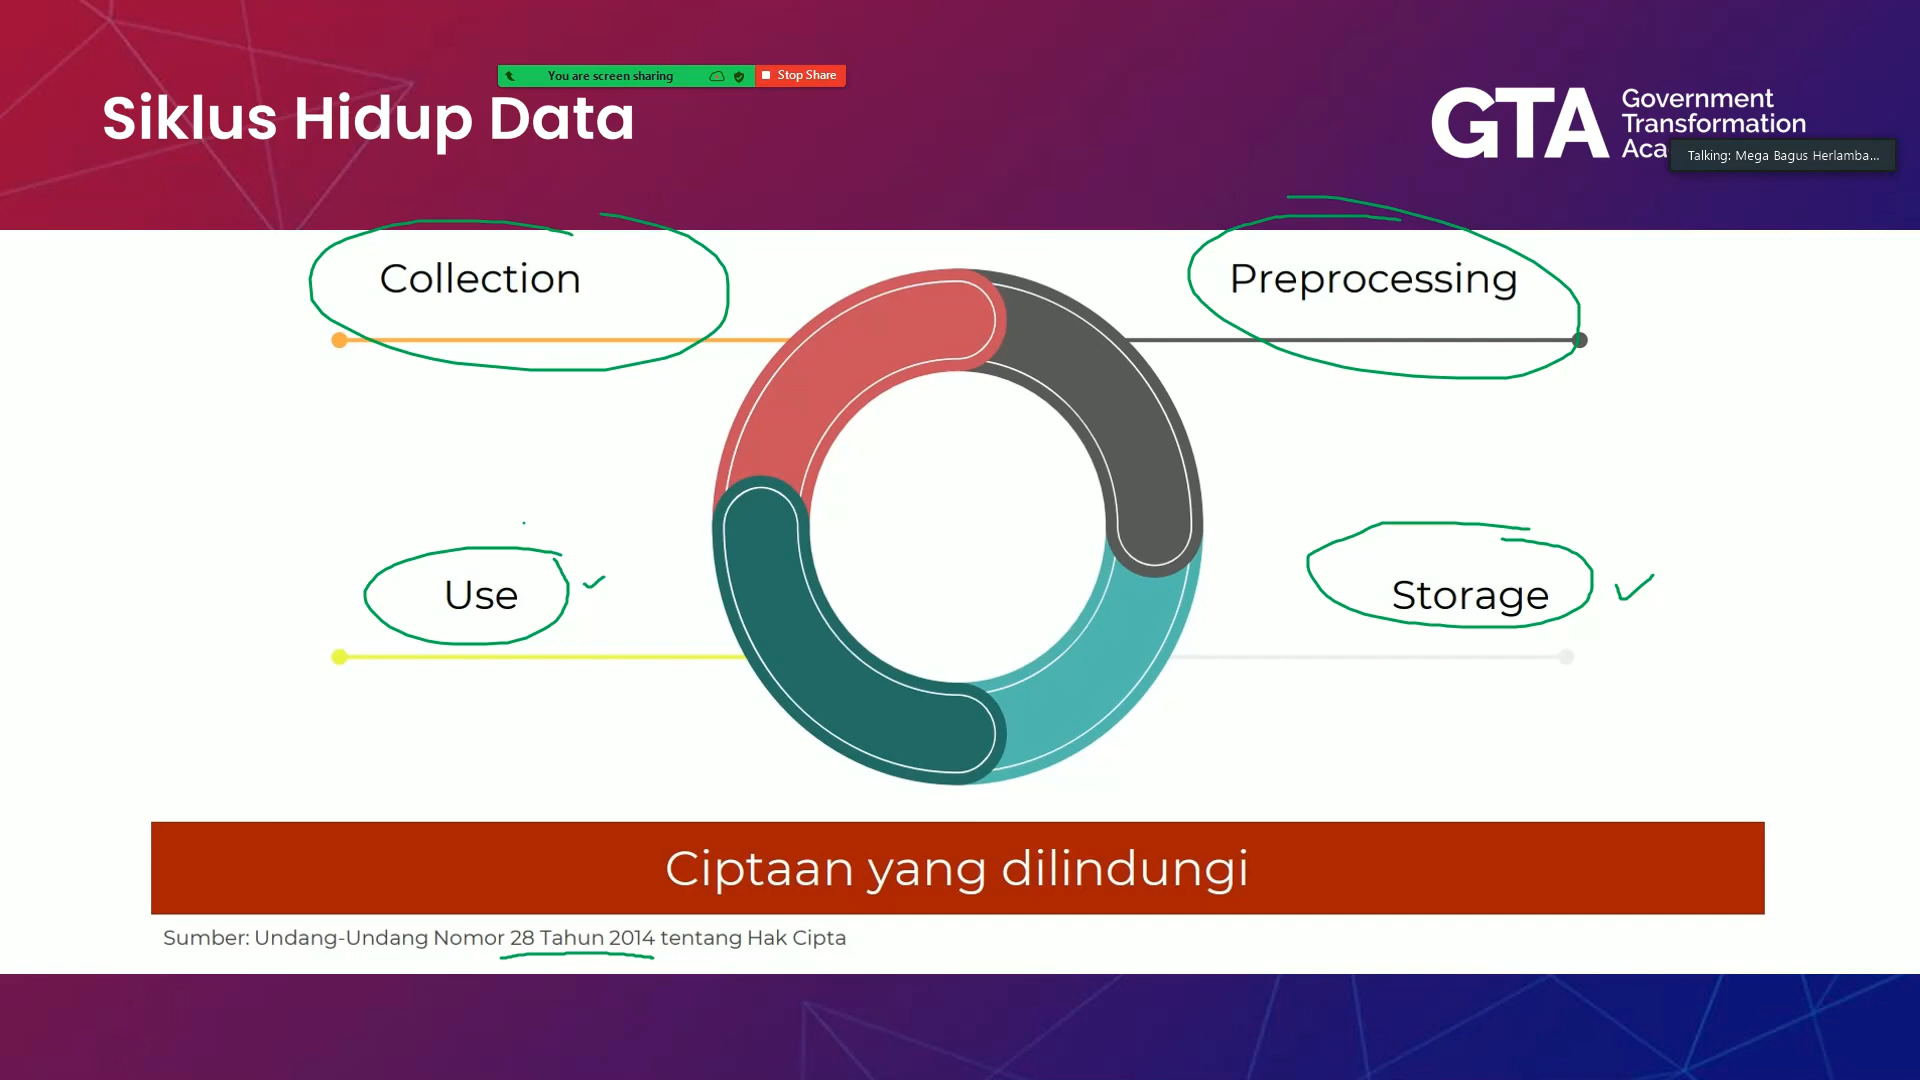 You are screen sharing
Stop Share
Siklus Hidup Data
GTA
Government
Transformation
Talking: Mega Bagus Herlamba...
Collection
Preprocessing
Use
Storage
Ciptaan yang dilindungi
Sumber: Undang-Undang Nomor 28 Tahun 2014 tentang Hak Cipta